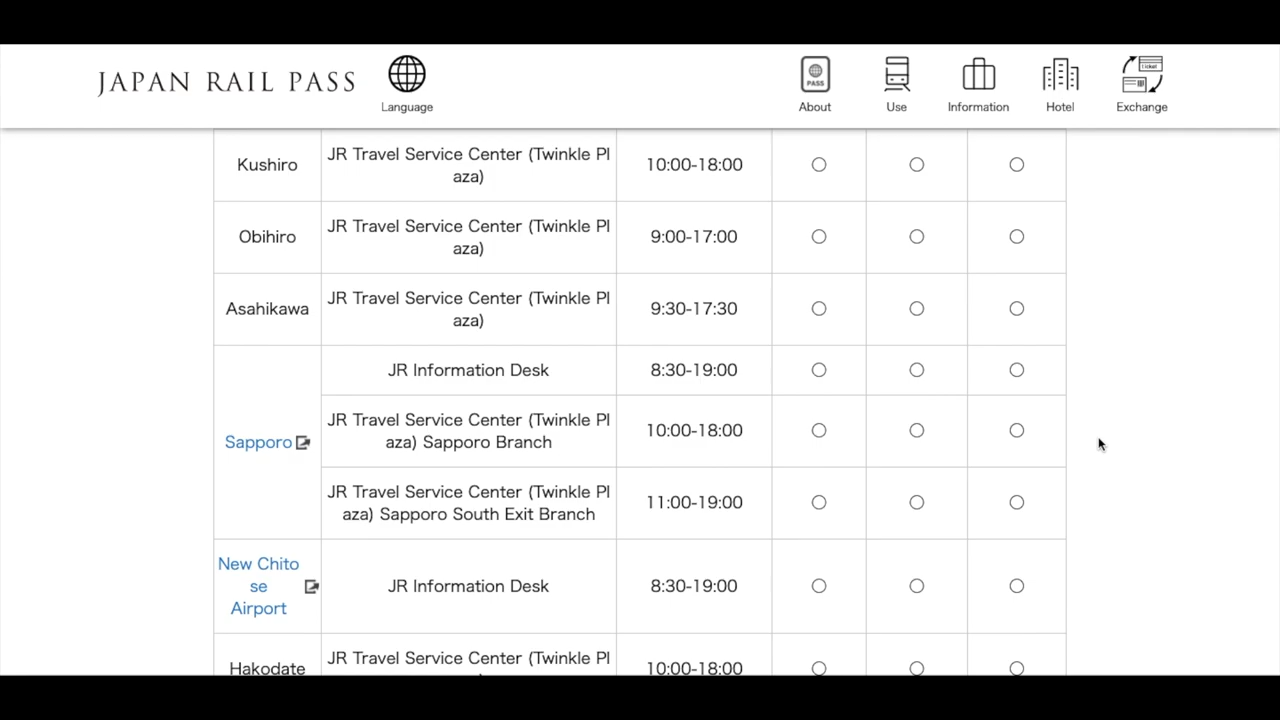 JAPAN RAIL PASS
Language
PASS
About
Use
Information
Hotel
ticket
Exchange
Kushiro
JR Travel Service Center (Twinkle Pl
aza)
10:00-18:00
○
○
○
Obihiro
JR Travel Service Center (Twinkle Pl
aza)
9:00-17:00
○
○
○
Asahikawa
JR Travel Service Center (Twinkle Pl
aza)
9:30-17:30
○
○
○
Sapporo
JR Information Desk
8:30-19:00
○
○
○
JR Travel Service Center (Twinkle Pl
aza) Sapporo Branch
10:00-18:00
○
○
○
JR Travel Service Center (Twinkle Pl
aza) Sapporo South Exit Branch
11:00-19:00
○
○
○
New Chito
se
Airport
JR Information Desk
8:30-19:00
○
○
○
Hakodate
JR Travel Service Center (Twinkle Pl
10:00-18:00
○
○
○